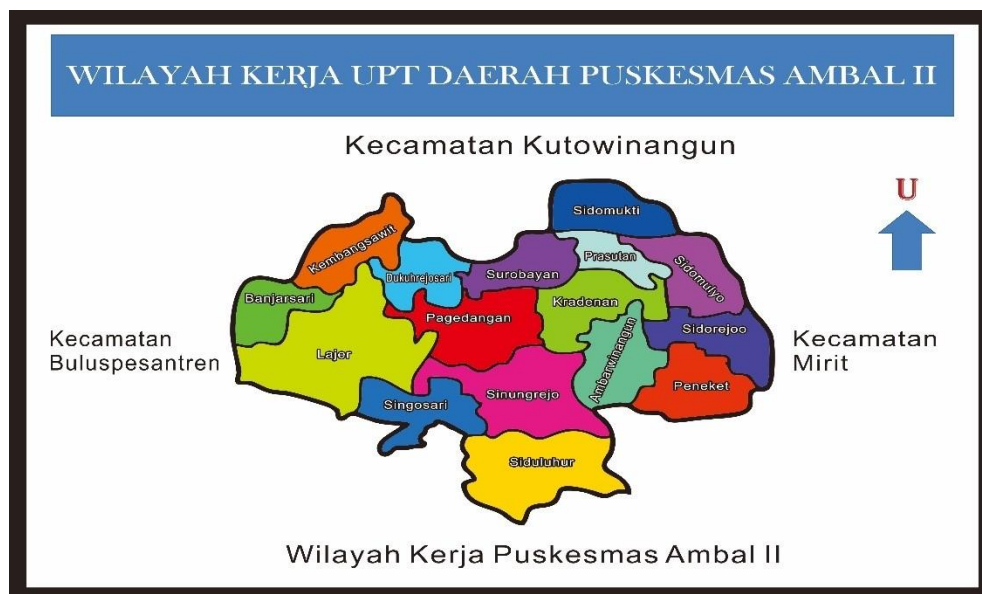 WILAYAH KERJA UPT DAERAH PUSKESMAS AMBAL II
Kecamatan Kutowinangun
U
Sidomukti
Kembangsawit
Prasutan
Sidomulyo
Dukuhrejosari
Surobayan
Banjarsari
Kradenan
Pagedangan
Sidorejoo
Kecamatan
Buluspesantren
Kecamatan
Mirit
Lajer
Ambarwinangun
Peneket
Singosari
Sinungrejo
Siduluhur
Wilayah Kerja Puskesmas Ambal II